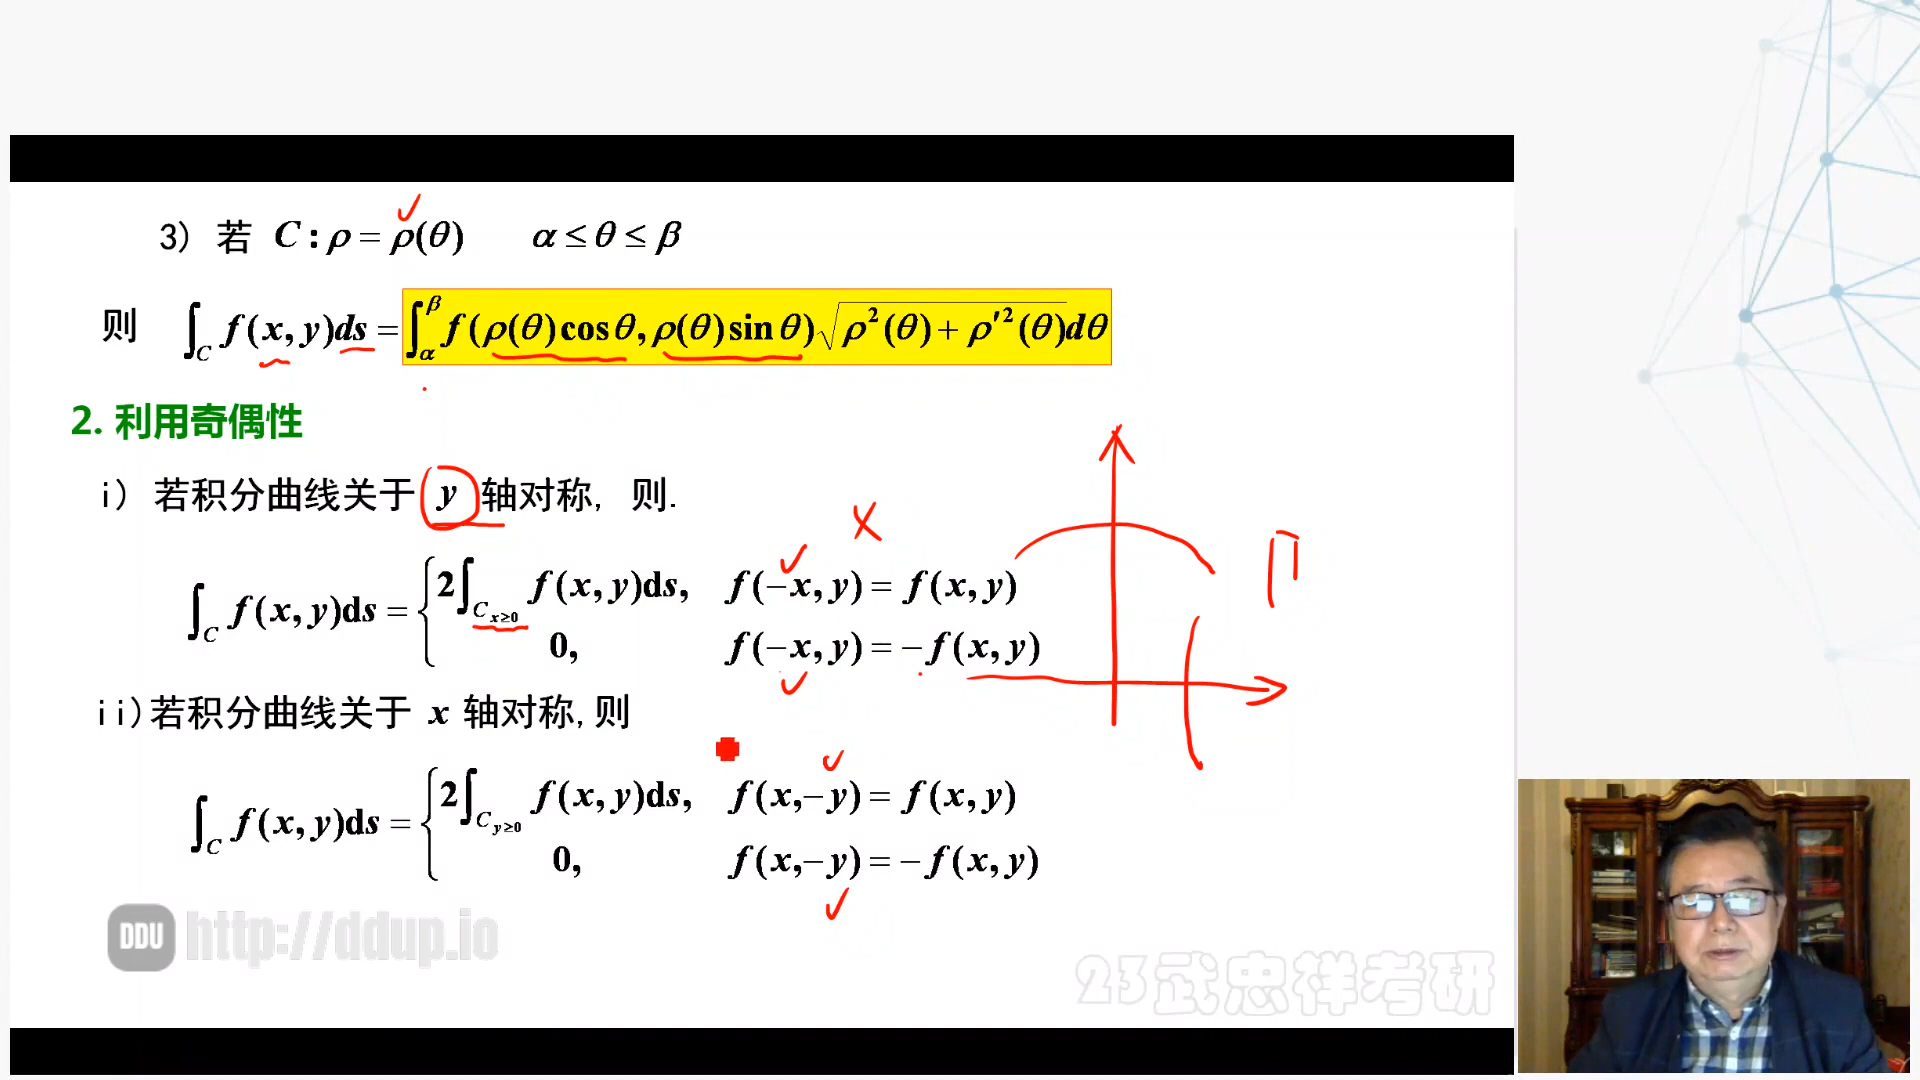 3) 若 C : ρ = ρ(θ)    α ≤ θ ≤ β
则 ∫_C f(x, y)ds = ∫_α^β f(ρ(θ)cosθ, ρ(θ)sinθ)√(ρ²(θ) + ρ'²(θ))dθ
2. 利用奇偶性
i) 若积分曲线关于 y 轴对称, 则.
x
∫_C f(x, y)ds = { 2∫_{C_{x≥0}} f(x, y)ds,    f(−x, y) = f(x, y)
0,    f(−x, y) = −f(x, y)
ii)若积分曲线关于 x 轴对称,则
∫_C f(x, y)ds = { 2∫_{C_{y≥0}} f(x, y)ds,    f(x,−y) = f(x, y)
0,    f(x,−y) = −f(x, y)
DDU http://ddup.io
23武忠祥考研